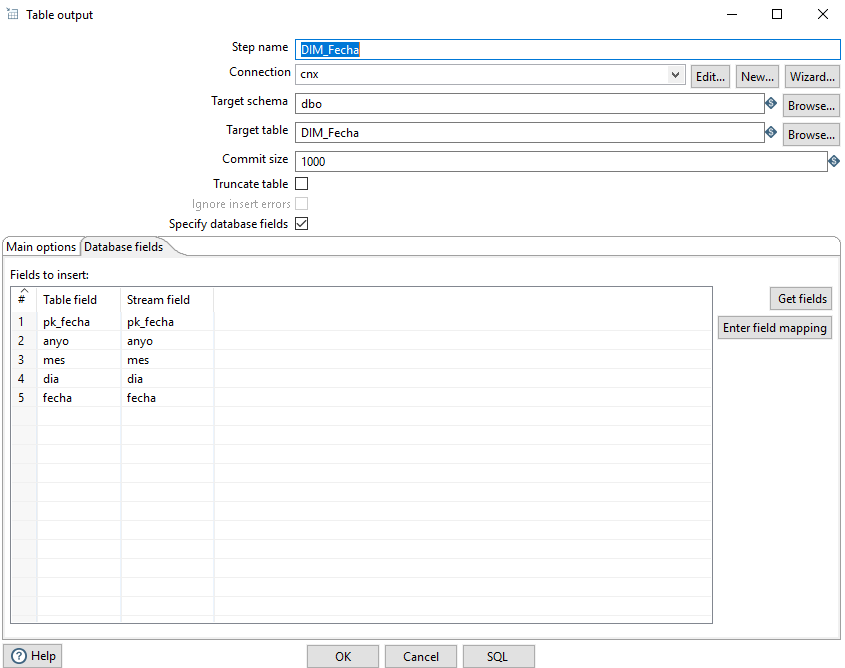 Table output
Step name DIM_Fecha
Connection cnx Edit... New... Wizard...
Target schema dbo Browse...
Target table DIM_Fecha Browse...
Commit size 1000
Truncate table
Ignore insert errors
Specify database fields
Main options Database fields
Fields to insert:
# Table field Stream field Get fields
1 pk_fecha pk_fecha Enter field mapping
2 anyo anyo
3 mes mes
4 dia dia
5 fecha fecha
Help OK Cancel SQL